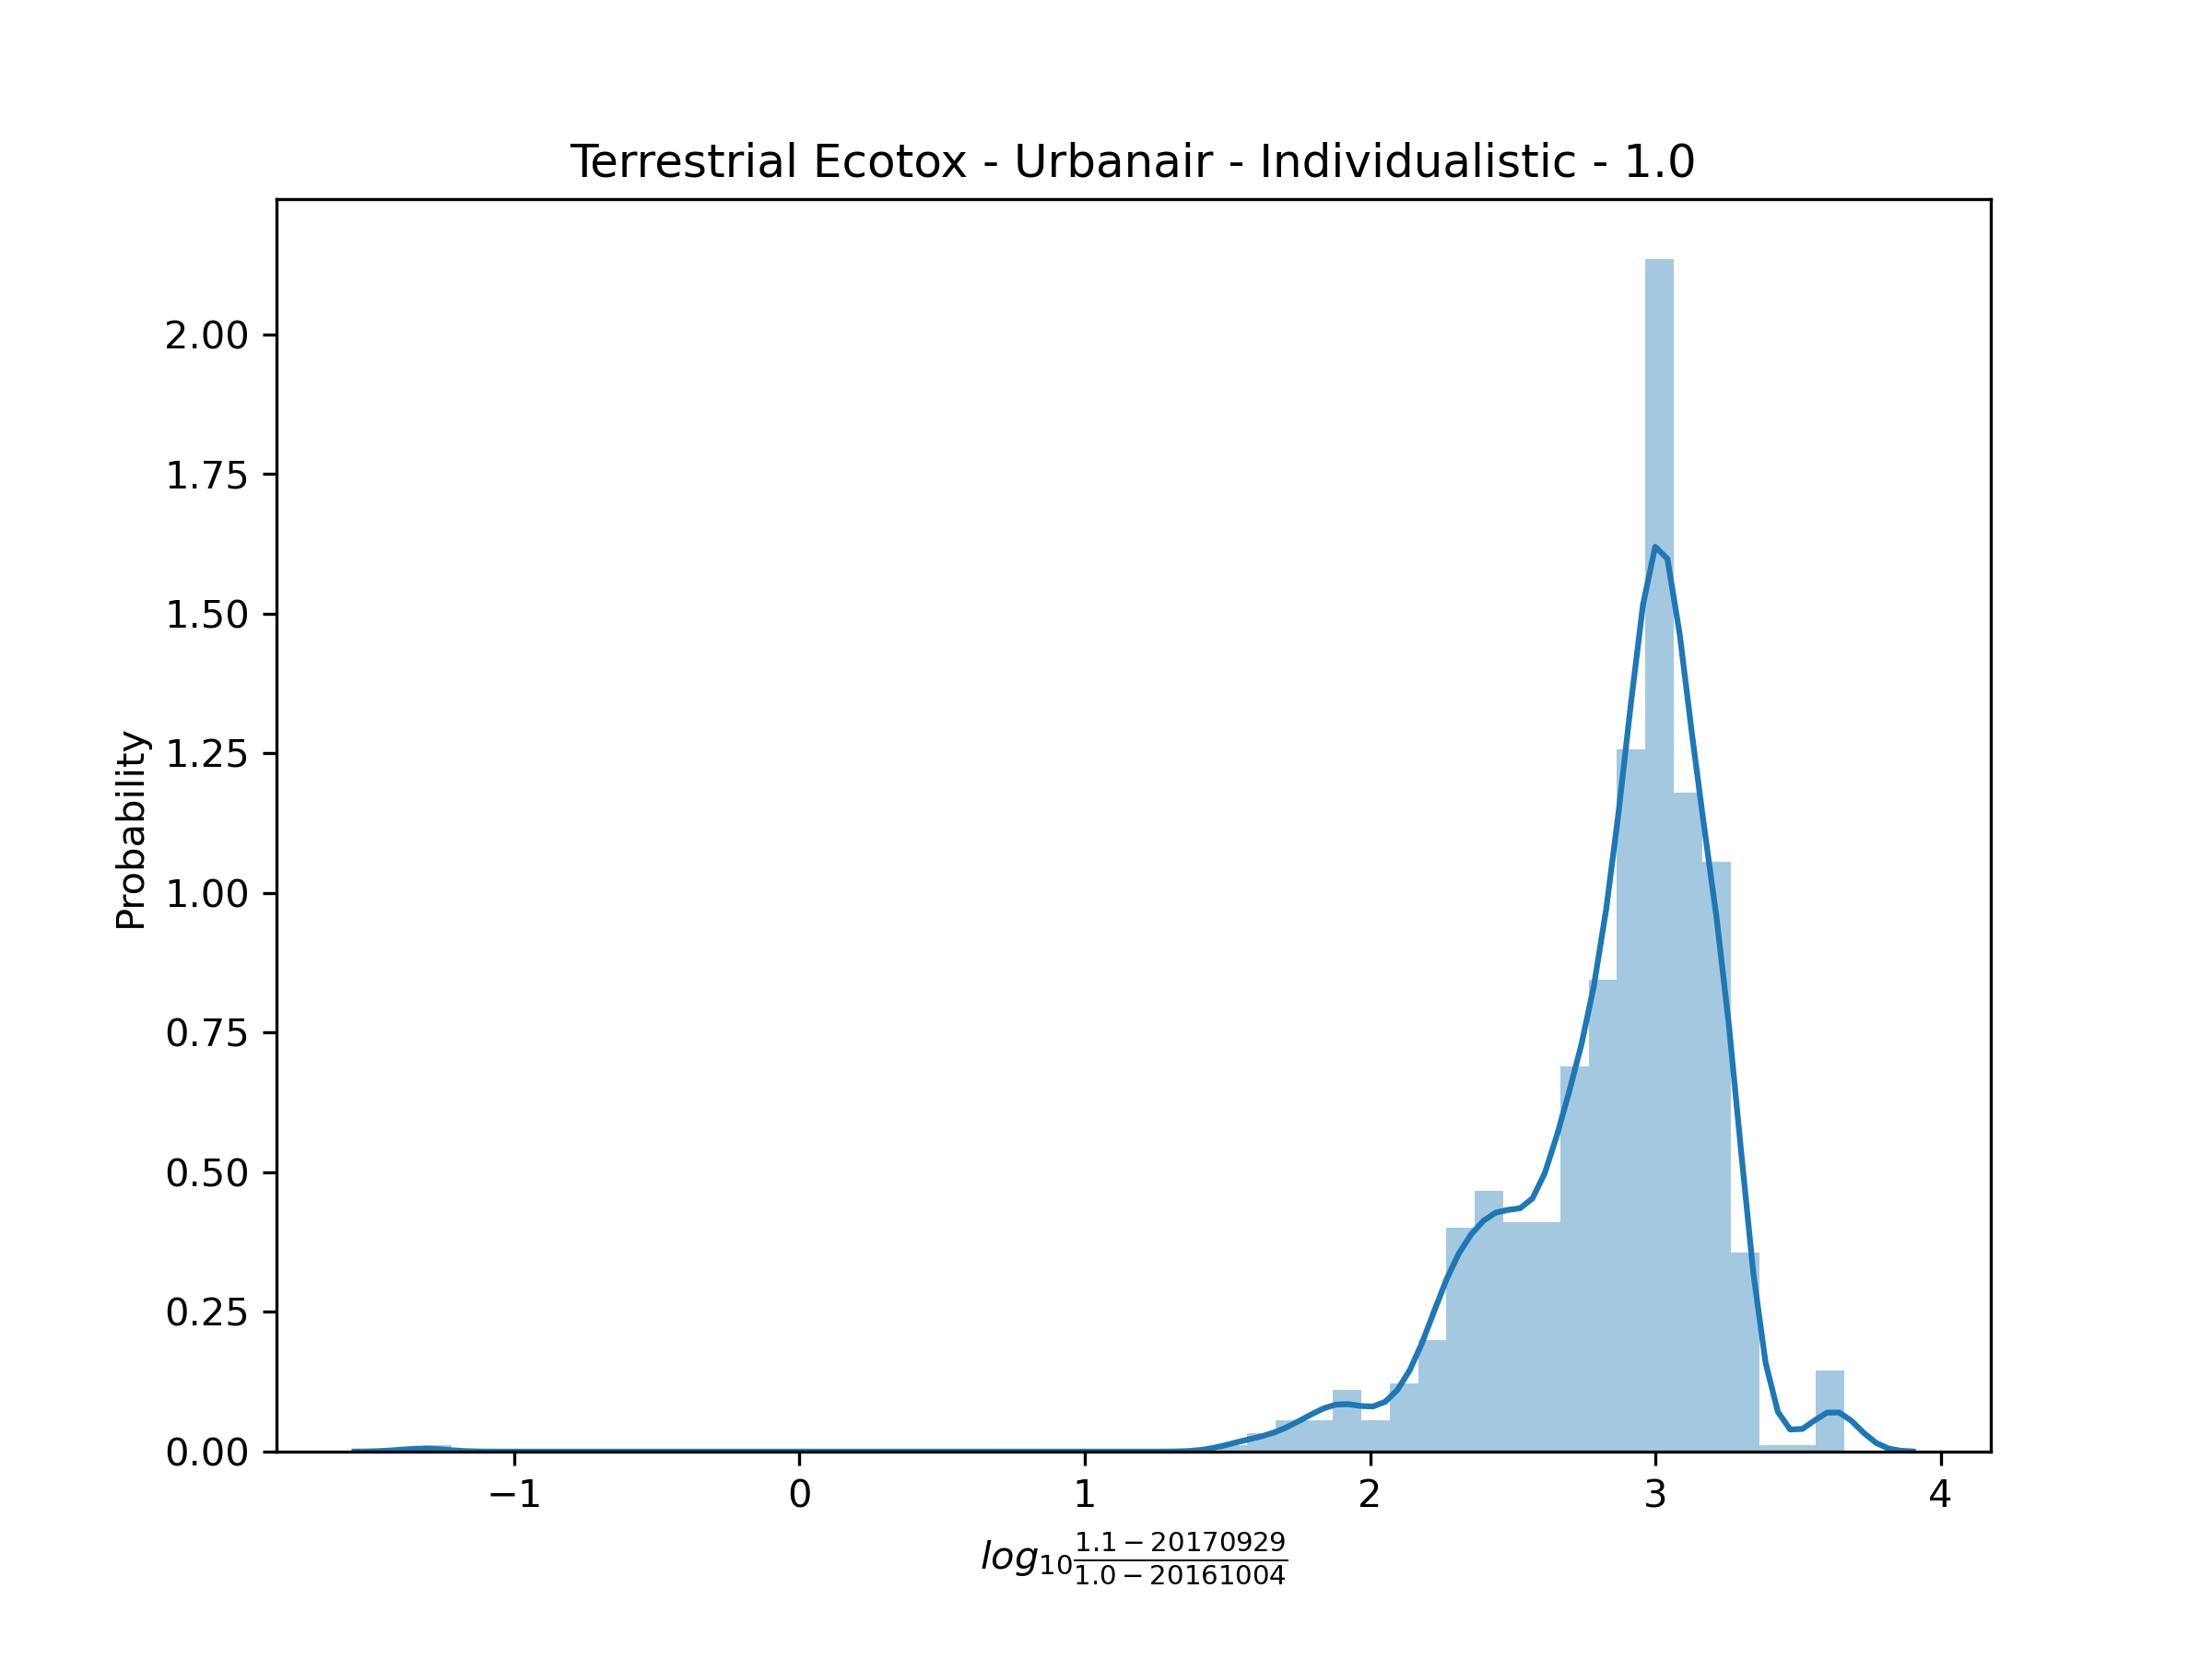 Terrestrial Ecotox - Urbanair - Individualistic - 1.0
2.00
1.75
1.50
1.25
1.00
0.75
0.50
0.25
0.00
Probability
−1 0 1 2 3 4
log10 1.1−20170929
1.0−20161004